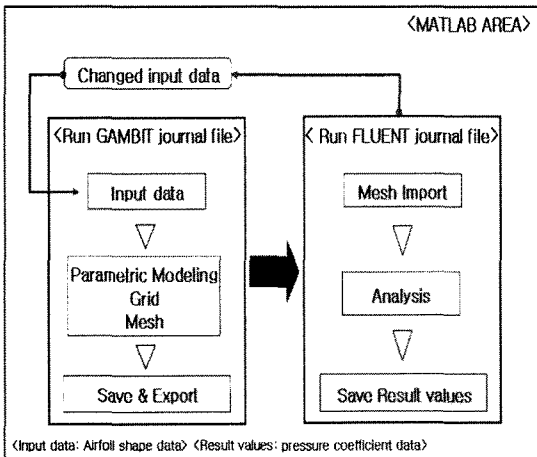 <MATLAB AREA>
Changed input data
<Run GAMBIT journal file>
Input data
Parametric Modeling
Grid
Mesh
Save & Export
< Run FLUENT journal file>
Mesh Import
Analysis
Save Result values
<Input data: Airfoil shape data> <Result values: pressure coefficient data>